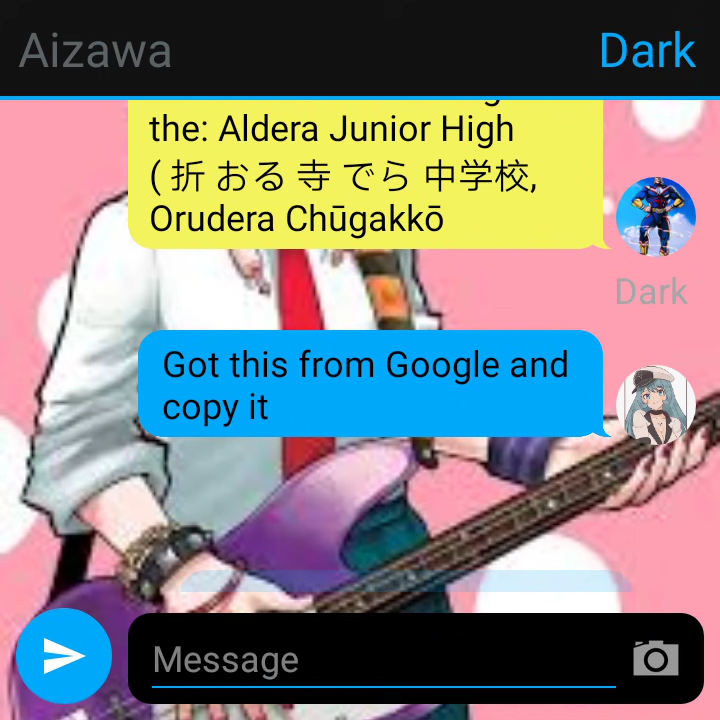 Aizawa
Dark
the: Aldera Junior High
( 折 おる 寺 でら 中学校,
Orudera Chūgakkō
Dark
Got this from Google and
copy it
Message